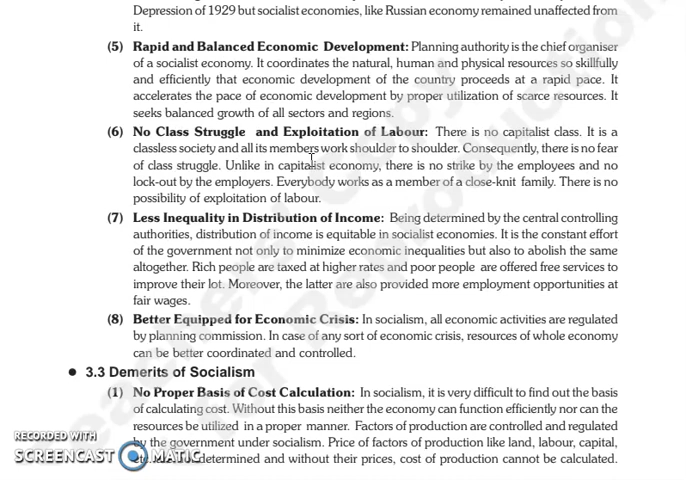 Depression of 1929 but socialist economies, like Russian economy remained unaffected from
it.
(5) Rapid and Balanced Economic Development: Planning authority is the chief organiser
of a socialist economy. It coordinates the natural, human and physical resources so skillfully
and efficiently that economic development of the country proceeds at a rapid pace. It
accelerates the pace of economic development by proper utilization of scarce resources. It
seeks balanced growth of all sectors and regions.
(6) No Class Struggle and Exploitation of Labour: There is no capitalist class. It is a
classless society and all its members work shoulder to shoulder. Consequently, there is no fear
of class struggle. Unlike in capitalist economy, there is no strike by the employees and no
lock-out by the employers. Everybody works as a member of a close-knit family. There is no
possibility of exploitation of labour.
(7) Less Inequality in Distribution of Income: Being determined by the central controlling
authorities, distribution of income is equitable in socialist economies. It is the constant effort
of the government not only to minimize economic inequalities but also to abolish the same
altogether. Rich people are taxed at higher rates and poor people are offered free services to
improve their lot. Moreover, the latter are also provided more employment opportunities at
fair wages.
(8) Better Equipped for Economic Crisis: In socialism, all economic activities are regulated
by planning commission. In case of any sort of economic crisis, resources of whole economy
can be better coordinated and controlled.
• 3.3 Demerits of Socialism
(1) No Proper Basis of Cost Calculation: In socialism, it is very difficult to find out the basis
of calculating cost. Without this basis neither the economy can function efficiently nor can the
resources be utilized in a proper manner. Factors of production are controlled and regulated
by the government under socialism. Price of factors of production like land, labour, capital,
determined and without their prices, cost of production cannot be calculated.
RECORDED WITH
SCREENCAST MATIC